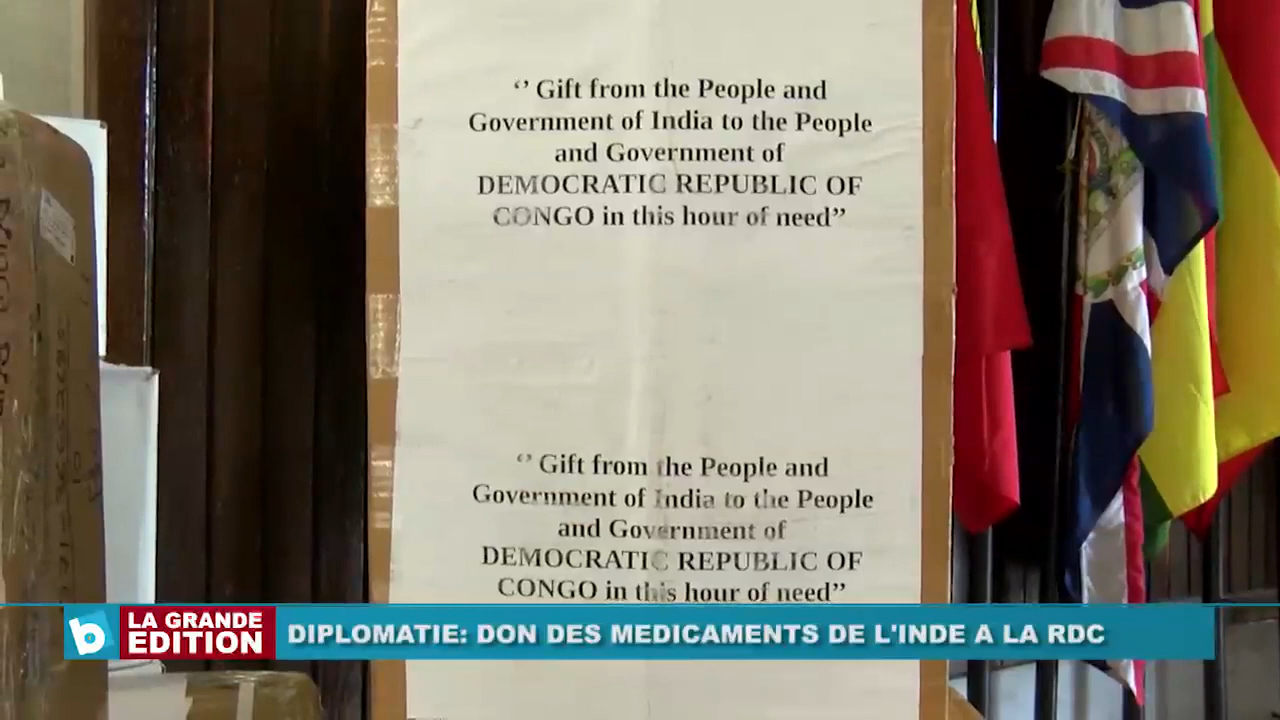 ‘’ Gift from the People and
Government of India to the People
and Government of
DEMOCRATIC REPUBLIC OF
CONGO in this hour of need”
‘’ Gift from the People and
Government of India to the People
and Government of
DEMOCRATIC REPUBLIC OF
CONGO in this hour of need”
b
LA GRANDE
EDITION
DIPLOMATIE: DON DES MEDICAMENTS DE L'INDE A LA RDC